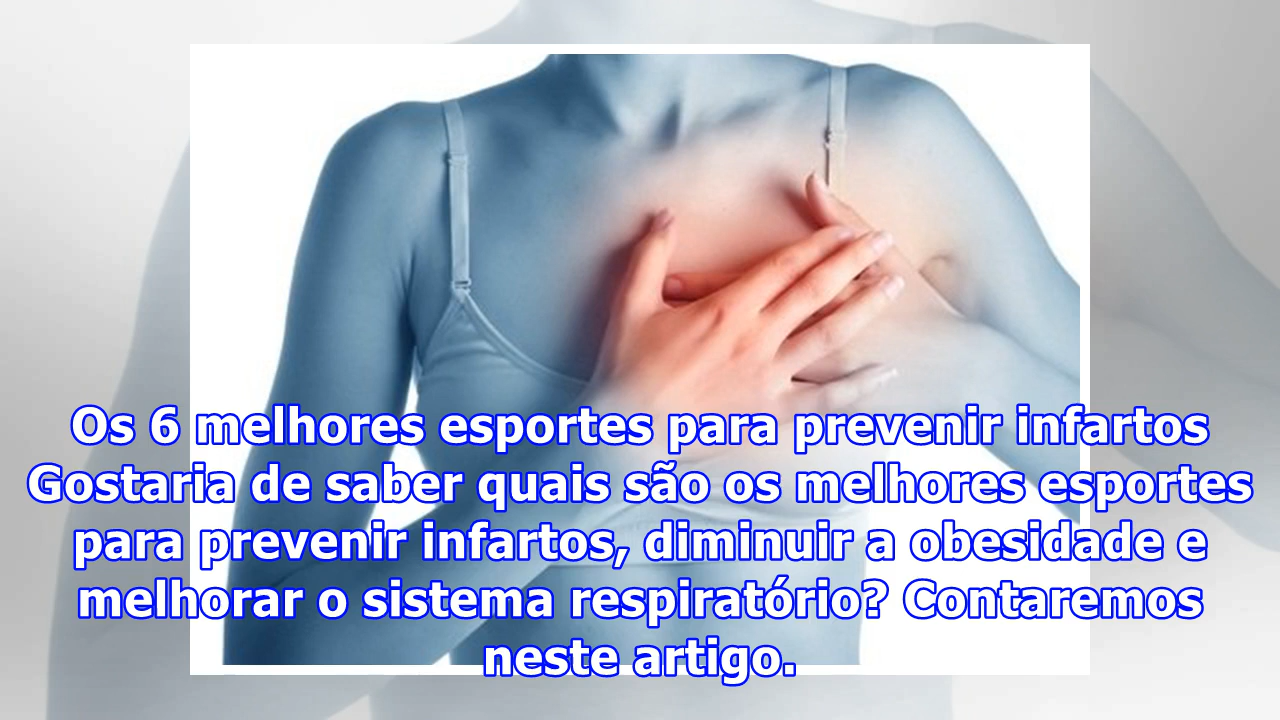 Os 6 melhores esportes para prevenir infartos
Gostaria de saber quais são os melhores esportes
para prevenir infartos, diminuir a obesidade e
melhorar o sistema respiratório? Contaremos
neste artigo.